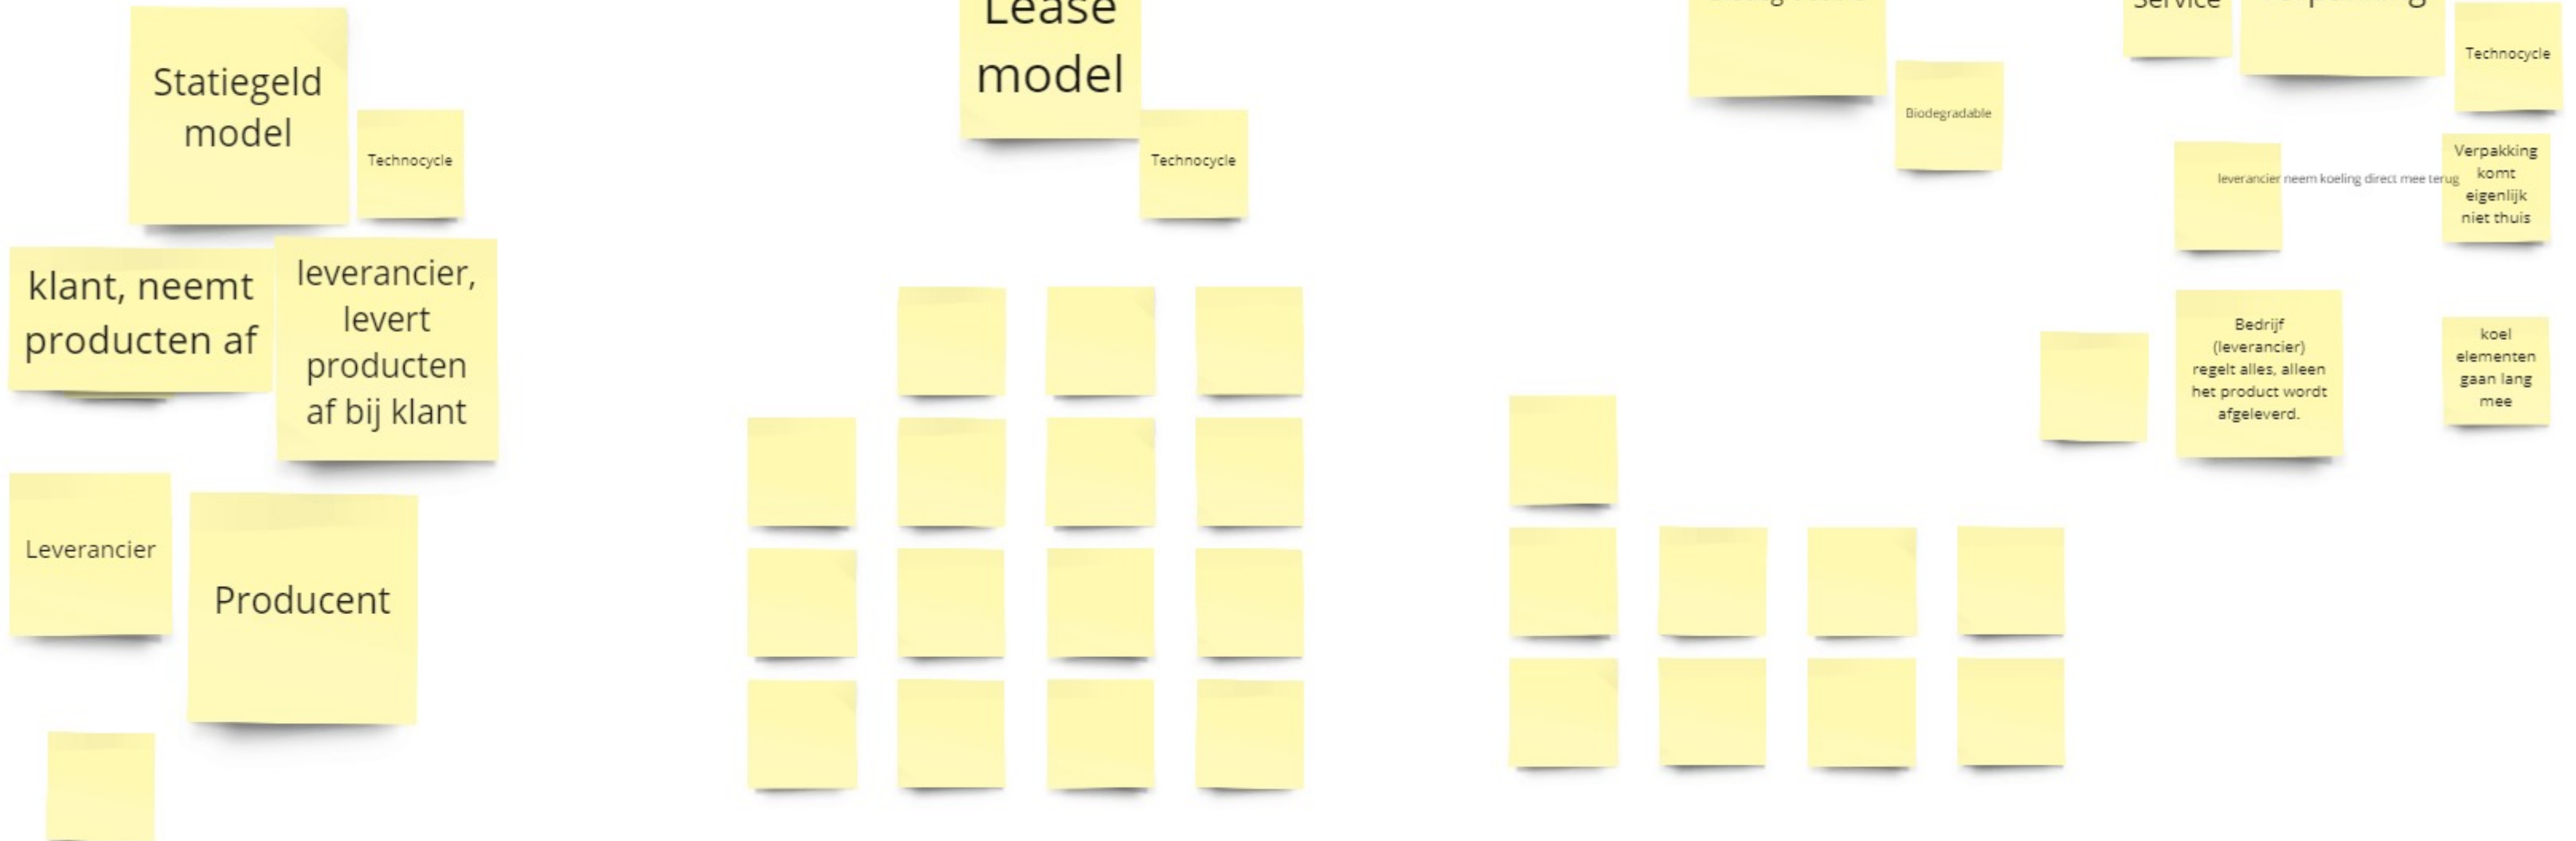 Statiegeld
model
Technocycle
klant, neemt
producten af
leverancier,
levert
producten
af bij klant
Leverancier
Producent
Lease
model
Technocycle
Biodegradable
Service
Technocycle
leverancier neem koeling direct mee terug
Verpakking
komt
eigenlijk
niet thuis
Bedrijf
(leverancier)
regelt alles, alleen
het product wordt
afgeleverd.
koel
elementen
gaan lang
mee